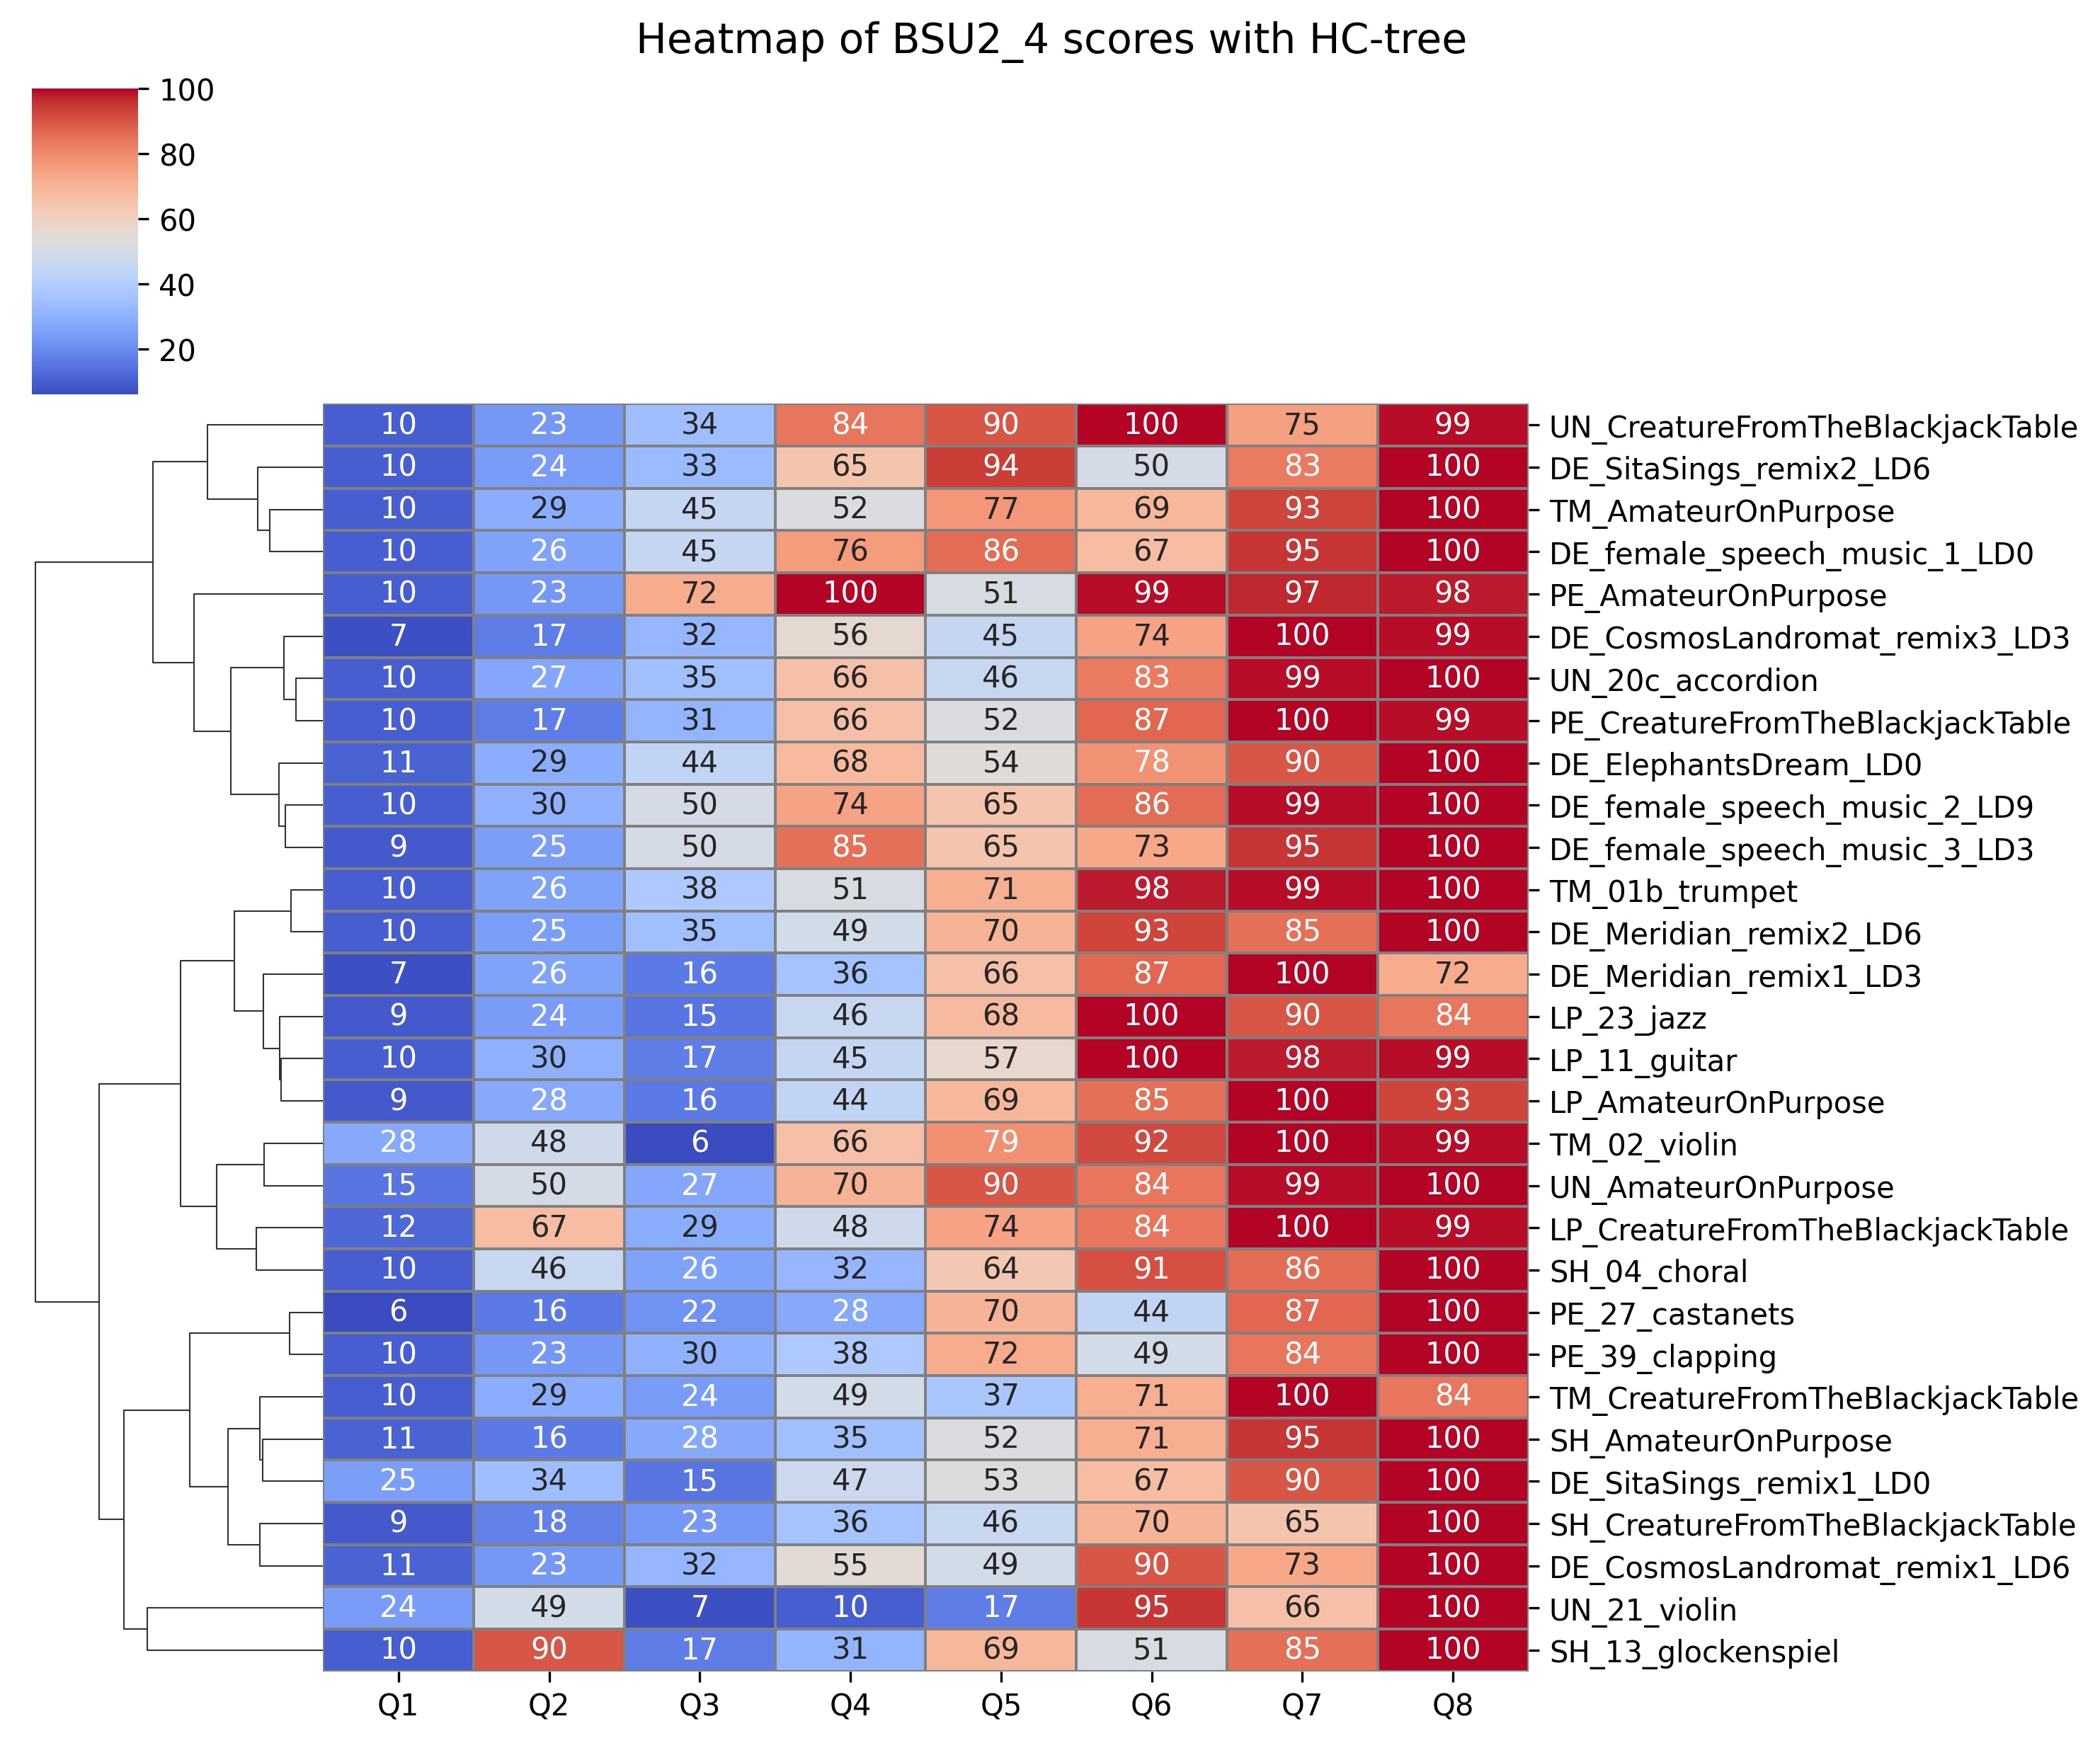 Heatmap of BSU2_4 scores with HC-tree
100
80
60
40
20
10 23 34 84 90 100 75 99 UN_CreatureFromTheBlackjackTable
10 24 33 65 94 50 83 100 DE_SitaSings_remix2_LD6
10 29 45 52 77 69 93 100 TM_AmateurOnPurpose
10 26 45 76 86 67 95 100 DE_female_speech_music_1_LD0
10 23 72 100 51 99 97 98 PE_AmateurOnPurpose
7 17 32 56 45 74 100 99 DE_CosmosLandromat_remix3_LD3
10 27 35 66 46 83 99 100 UN_20c_accordion
10 17 31 66 52 87 100 99 PE_CreatureFromTheBlackjackTable
11 29 44 68 54 78 90 100 DE_ElephantsDream_LD0
10 30 50 74 65 86 99 100 DE_female_speech_music_2_LD9
9 25 50 85 65 73 95 100 DE_female_speech_music_3_LD3
10 26 38 51 71 98 99 100 TM_01b_trumpet
10 25 35 49 70 93 85 100 DE_Meridian_remix2_LD6
7 26 16 36 66 87 100 72 DE_Meridian_remix1_LD3
9 24 15 46 68 100 90 84 LP_23_jazz
10 30 17 45 57 100 98 99 LP_11_guitar
9 28 16 44 69 85 100 93 LP_AmateurOnPurpose
28 48 6 66 79 92 100 99 TM_02_violin
15 50 27 70 90 84 99 100 UN_AmateurOnPurpose
12 67 29 48 74 84 100 99 LP_CreatureFromTheBlackjackTable
10 46 26 32 64 91 86 100 SH_04_choral
6 16 22 28 70 44 87 100 PE_27_castanets
10 23 30 38 72 49 84 100 PE_39_clapping
10 29 24 49 37 71 100 84 TM_CreatureFromTheBlackjackTable
11 16 28 35 52 71 95 100 SH_AmateurOnPurpose
25 34 15 47 53 67 90 100 DE_SitaSings_remix1_LD0
9 18 23 36 46 70 65 100 SH_CreatureFromTheBlackjackTable
11 23 32 55 49 90 73 100 DE_CosmosLandromat_remix1_LD6
24 49 7 10 17 95 66 100 UN_21_violin
10 90 17 31 69 51 85 100 SH_13_glockenspiel
Q1 Q2 Q3 Q4 Q5 Q6 Q7 Q8